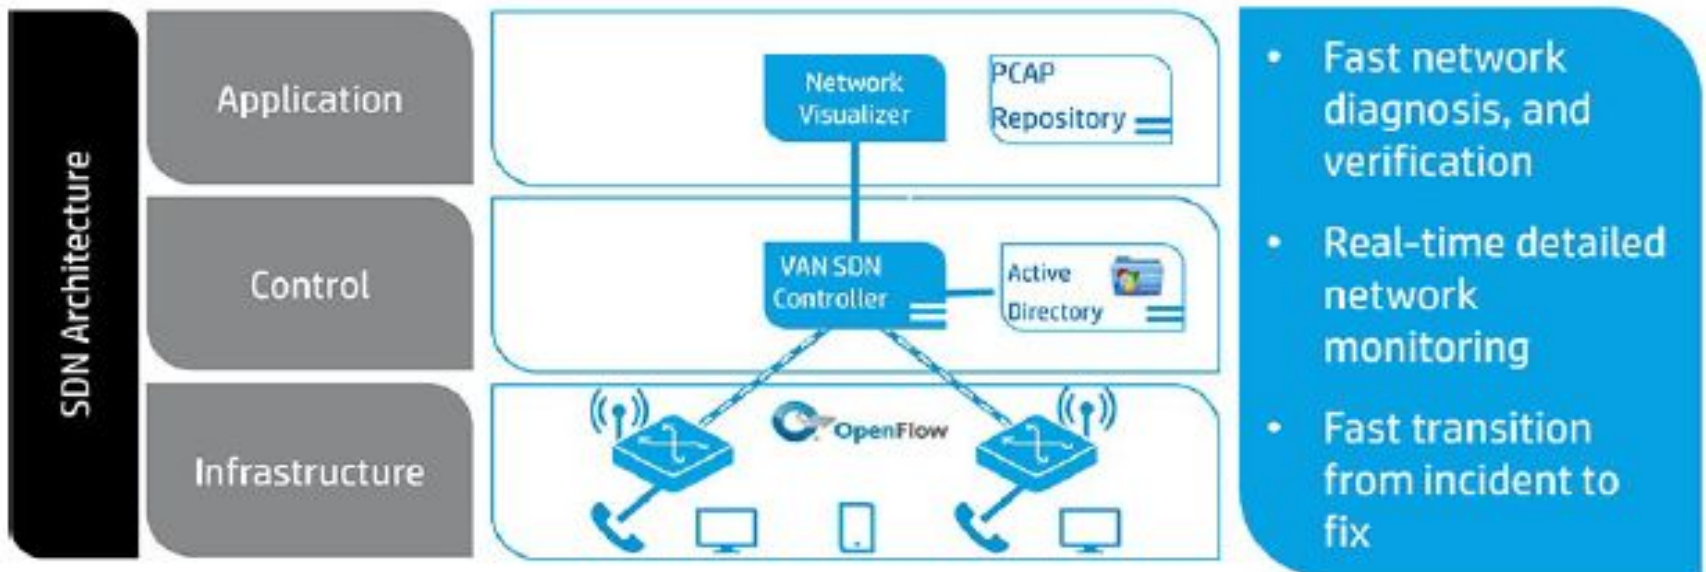 SDN Architecture
Application
Network
Visualizer
PCAP
Repository
Control
VAN SDN
Controller
Active
Directory
Infrastructure
OpenFlow
• Fast network
diagnosis, and
verification
• Real-time detailed
network
monitoring
• Fast transition
from incident to
fix